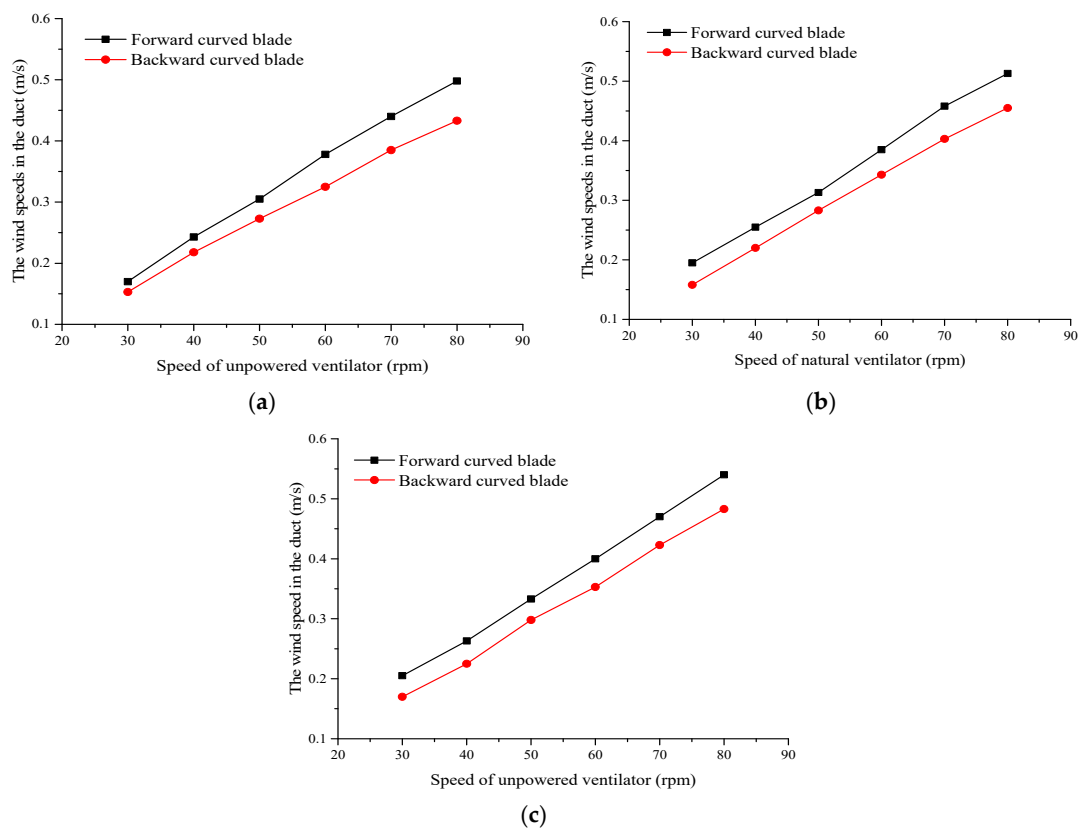 0.6
0.5
0.4
0.3
0.2
0.1
The wind speeds in the duct (m/s)
Forward curved blade
Backward curved blade
20 30 40 50 60 70 80 90
Speed of unpowered ventilator (rpm)
(a)
0.6
0.5
0.4
0.3
0.2
0.1
The wind speeds in the duct (m/s)
Forward curved blade
Backward curved blade
20 30 40 50 60 70 80 90
Speed of natural ventilator (rpm)
(b)
0.6
0.5
0.4
0.3
0.2
0.1
The wind speed in the duct (m/s)
Forward curved blade
Backward curved blade
20 30 40 50 60 70 80 90
Speed of unpowered ventilator (rpm)
(c)